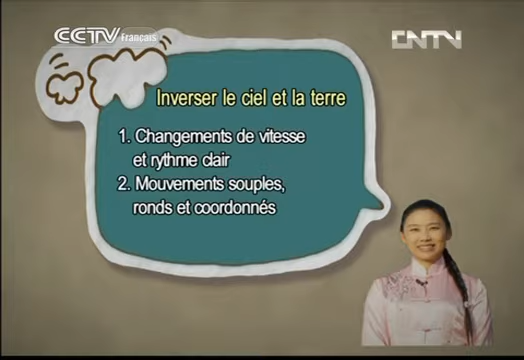 CCTV Français
CNTV
Inverser le ciel et la terre
1. Changements de vitesse
et rythme clair
2. Mouvements souples,
ronds et coordonnés